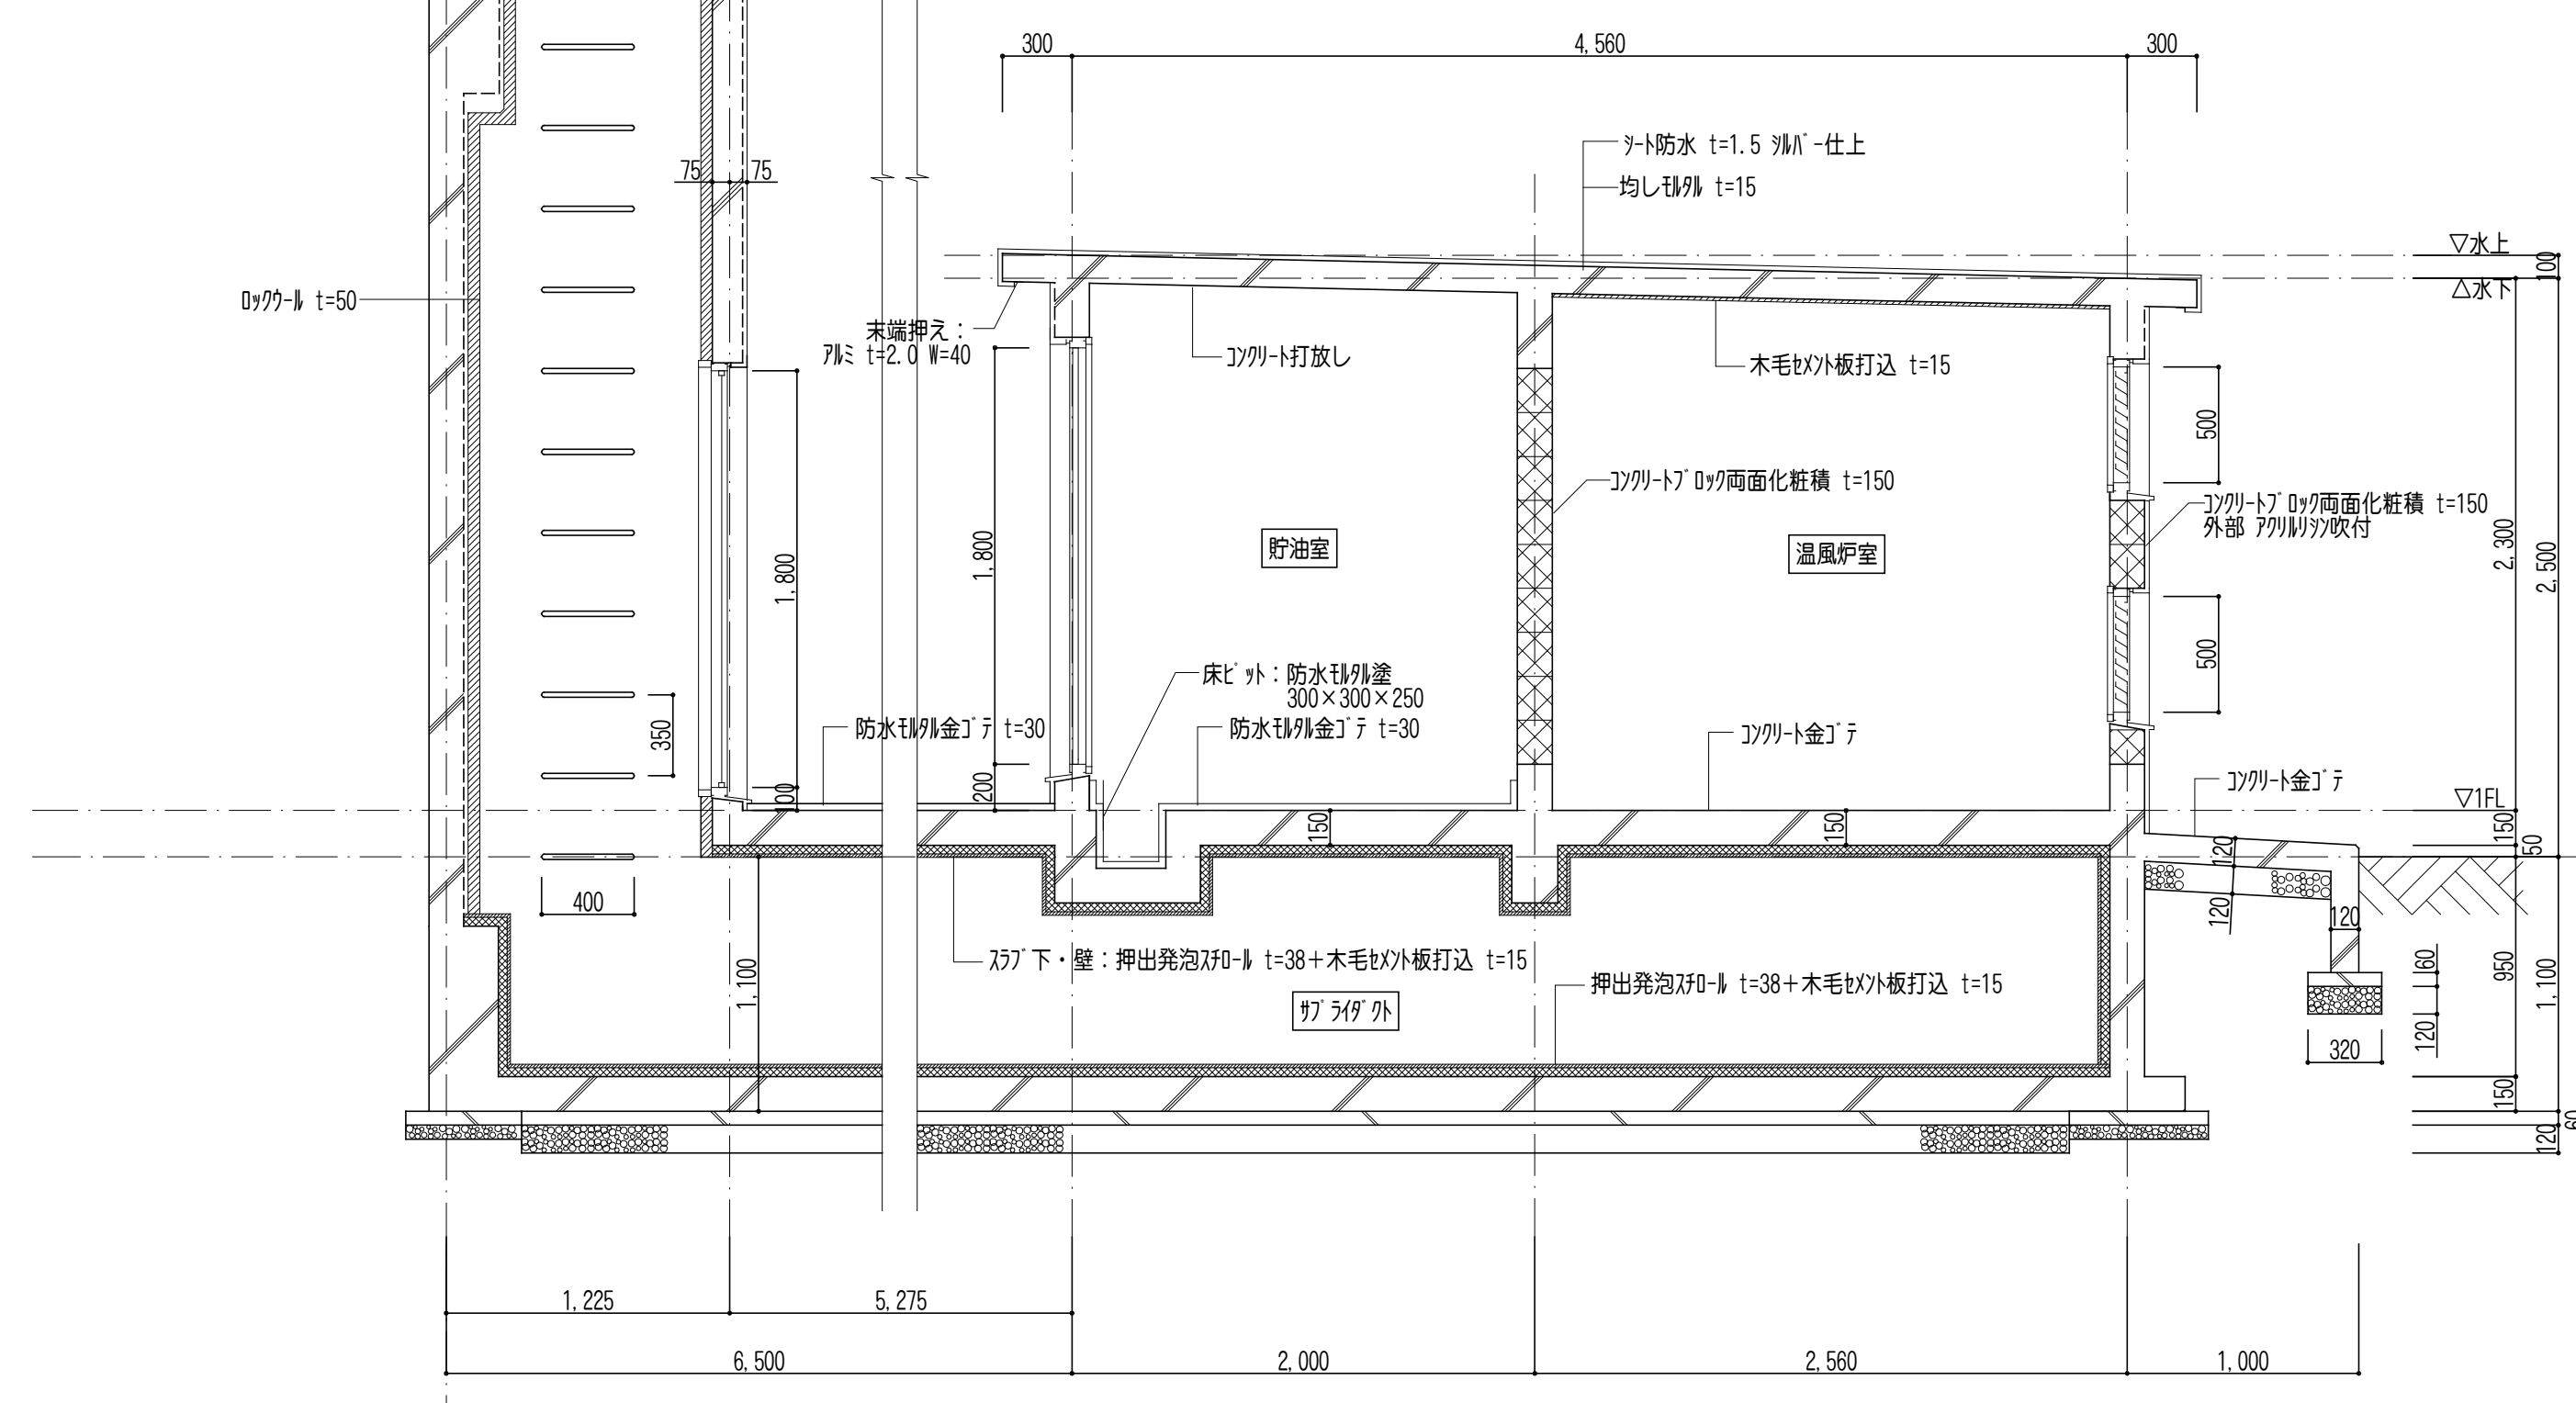 300
4,560
300
シート防水 t=1.5 シルバー仕上
均しモルタル t=15
75
75
▽水上
100
△水下
ロックウール t=50
末端押え：
アルミ t=2.0 W=40
コンクリート打放し
木毛セメント板打込 t=15
500
コンクリートブロック両面化粧積 t=150
コンクリートブロック両面化粧積 t=150
外部 アクリルリシン吹付
1,800
1,800
貯油室
温風炉室
2,300
2,500
500
床ピット：防水モルタル塗
300×300×250
350
防水モルタル金ゴテ t=30
防水モルタル金ゴテ t=30
コンクリート金ゴテ
コンクリート金ゴテ
100
200
▽1FL
150
150
150
50
120
400
120
120
スラブ下・壁：押出発泡スチロール t=38＋木毛セメント板打込 t=15
押出発泡スチロール t=38＋木毛セメント板打込 t=15
サプライダクト
1,100
60
950
1,100
120
320
150
60
120
1,225
5,275
6,500
2,000
2,560
1,000